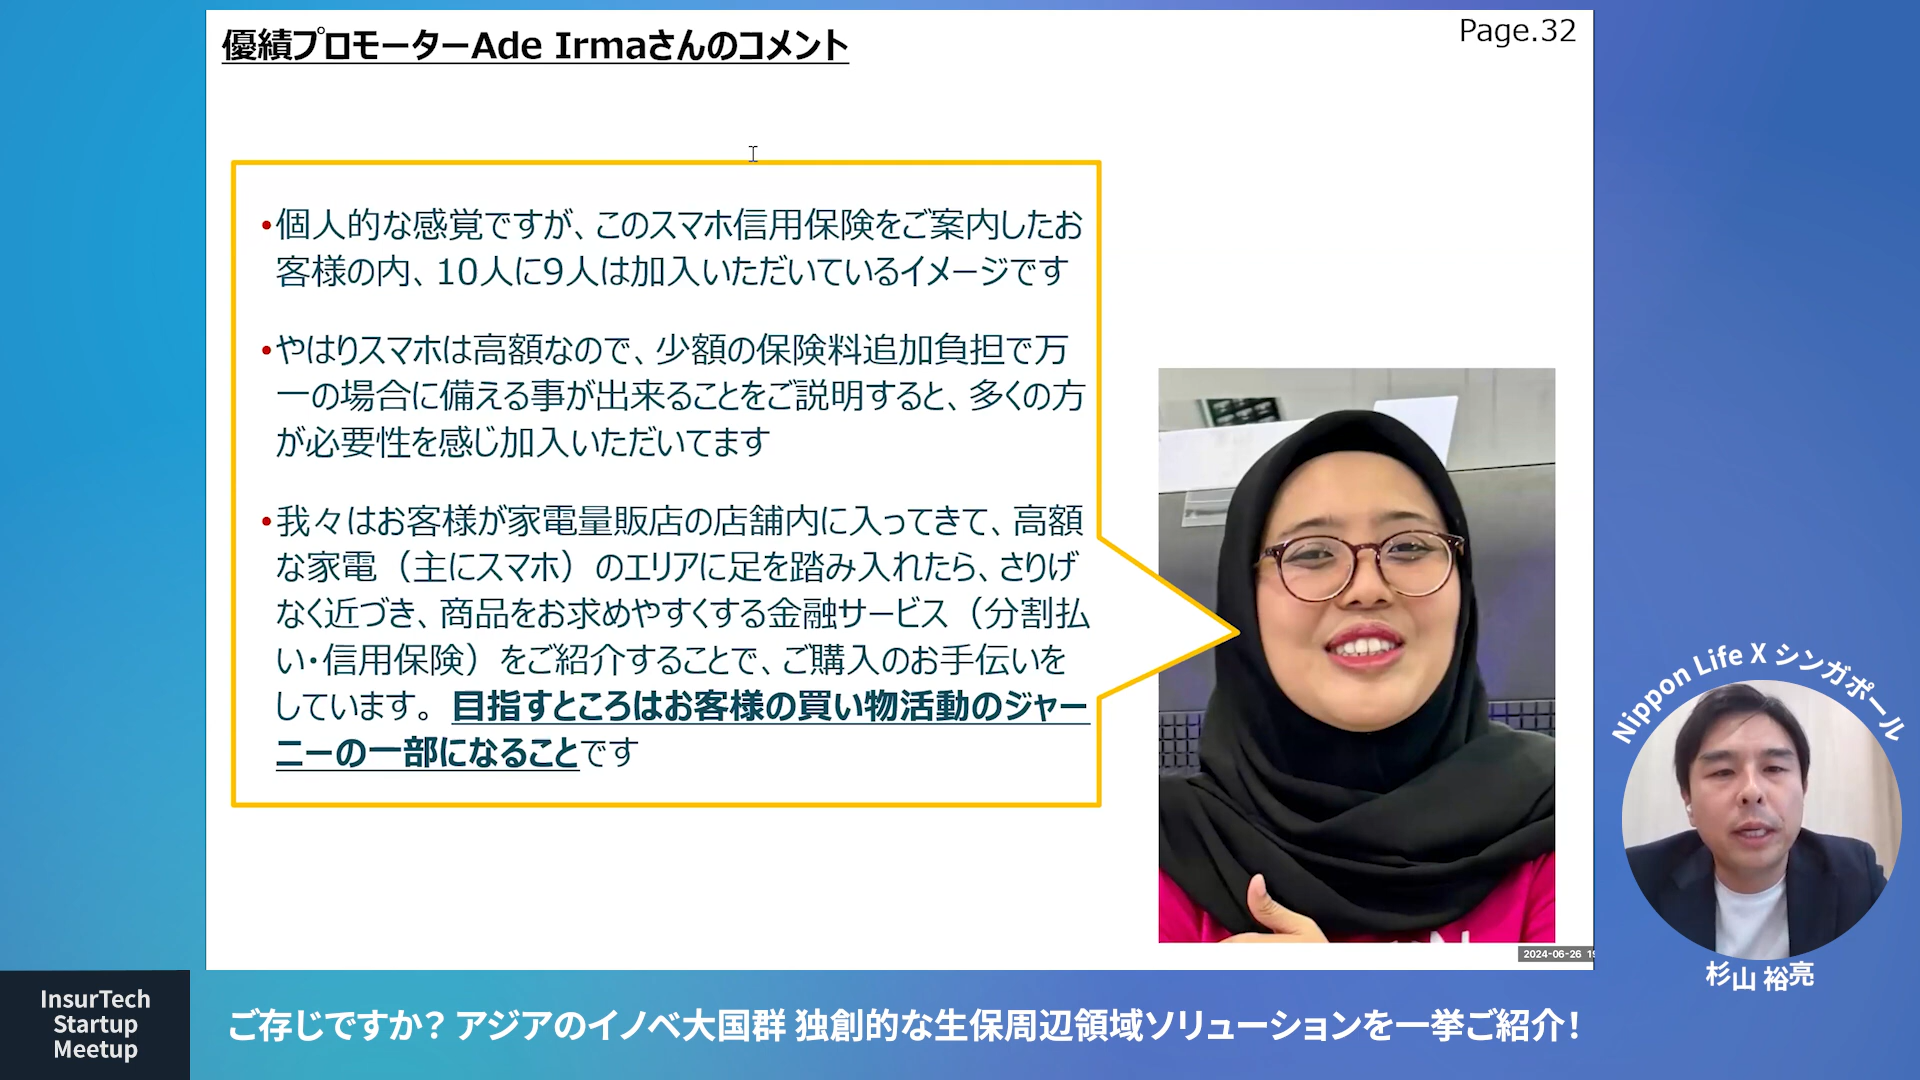 優績プロモーターAde Irmaさんのコメント
Page.32
•個人的な感覚ですが、このスマホ信用保険をご案内したお
客様の内、10人に9人は加入いただいているイメージです
•やはりスマホは高額なので、少額の保険料追加負担で万
一の場合に備える事が出来ることをご説明すると、多くの方
が必要性を感じ加入いただいてます
•我々はお客様が家電量販店の店舗内に入ってきて、高額
な家電（主にスマホ）のエリアに足を踏み入れたら、さりげ
なく近づき、商品をお求めやすくする金融サービス（分割払
い・信用保険）をご紹介することで、ご購入のお手伝いを
しています。目指すところはお客様の買い物活動のジャー
ニーの一部になることです
2024-06-26
Nippon Life X シンガポール
杉山 裕亮
InsurTech
Startup
Meetup
ご存じですか？アジアのイノベ大国群 独創的な生保周辺領域ソリューションを一挙ご紹介！